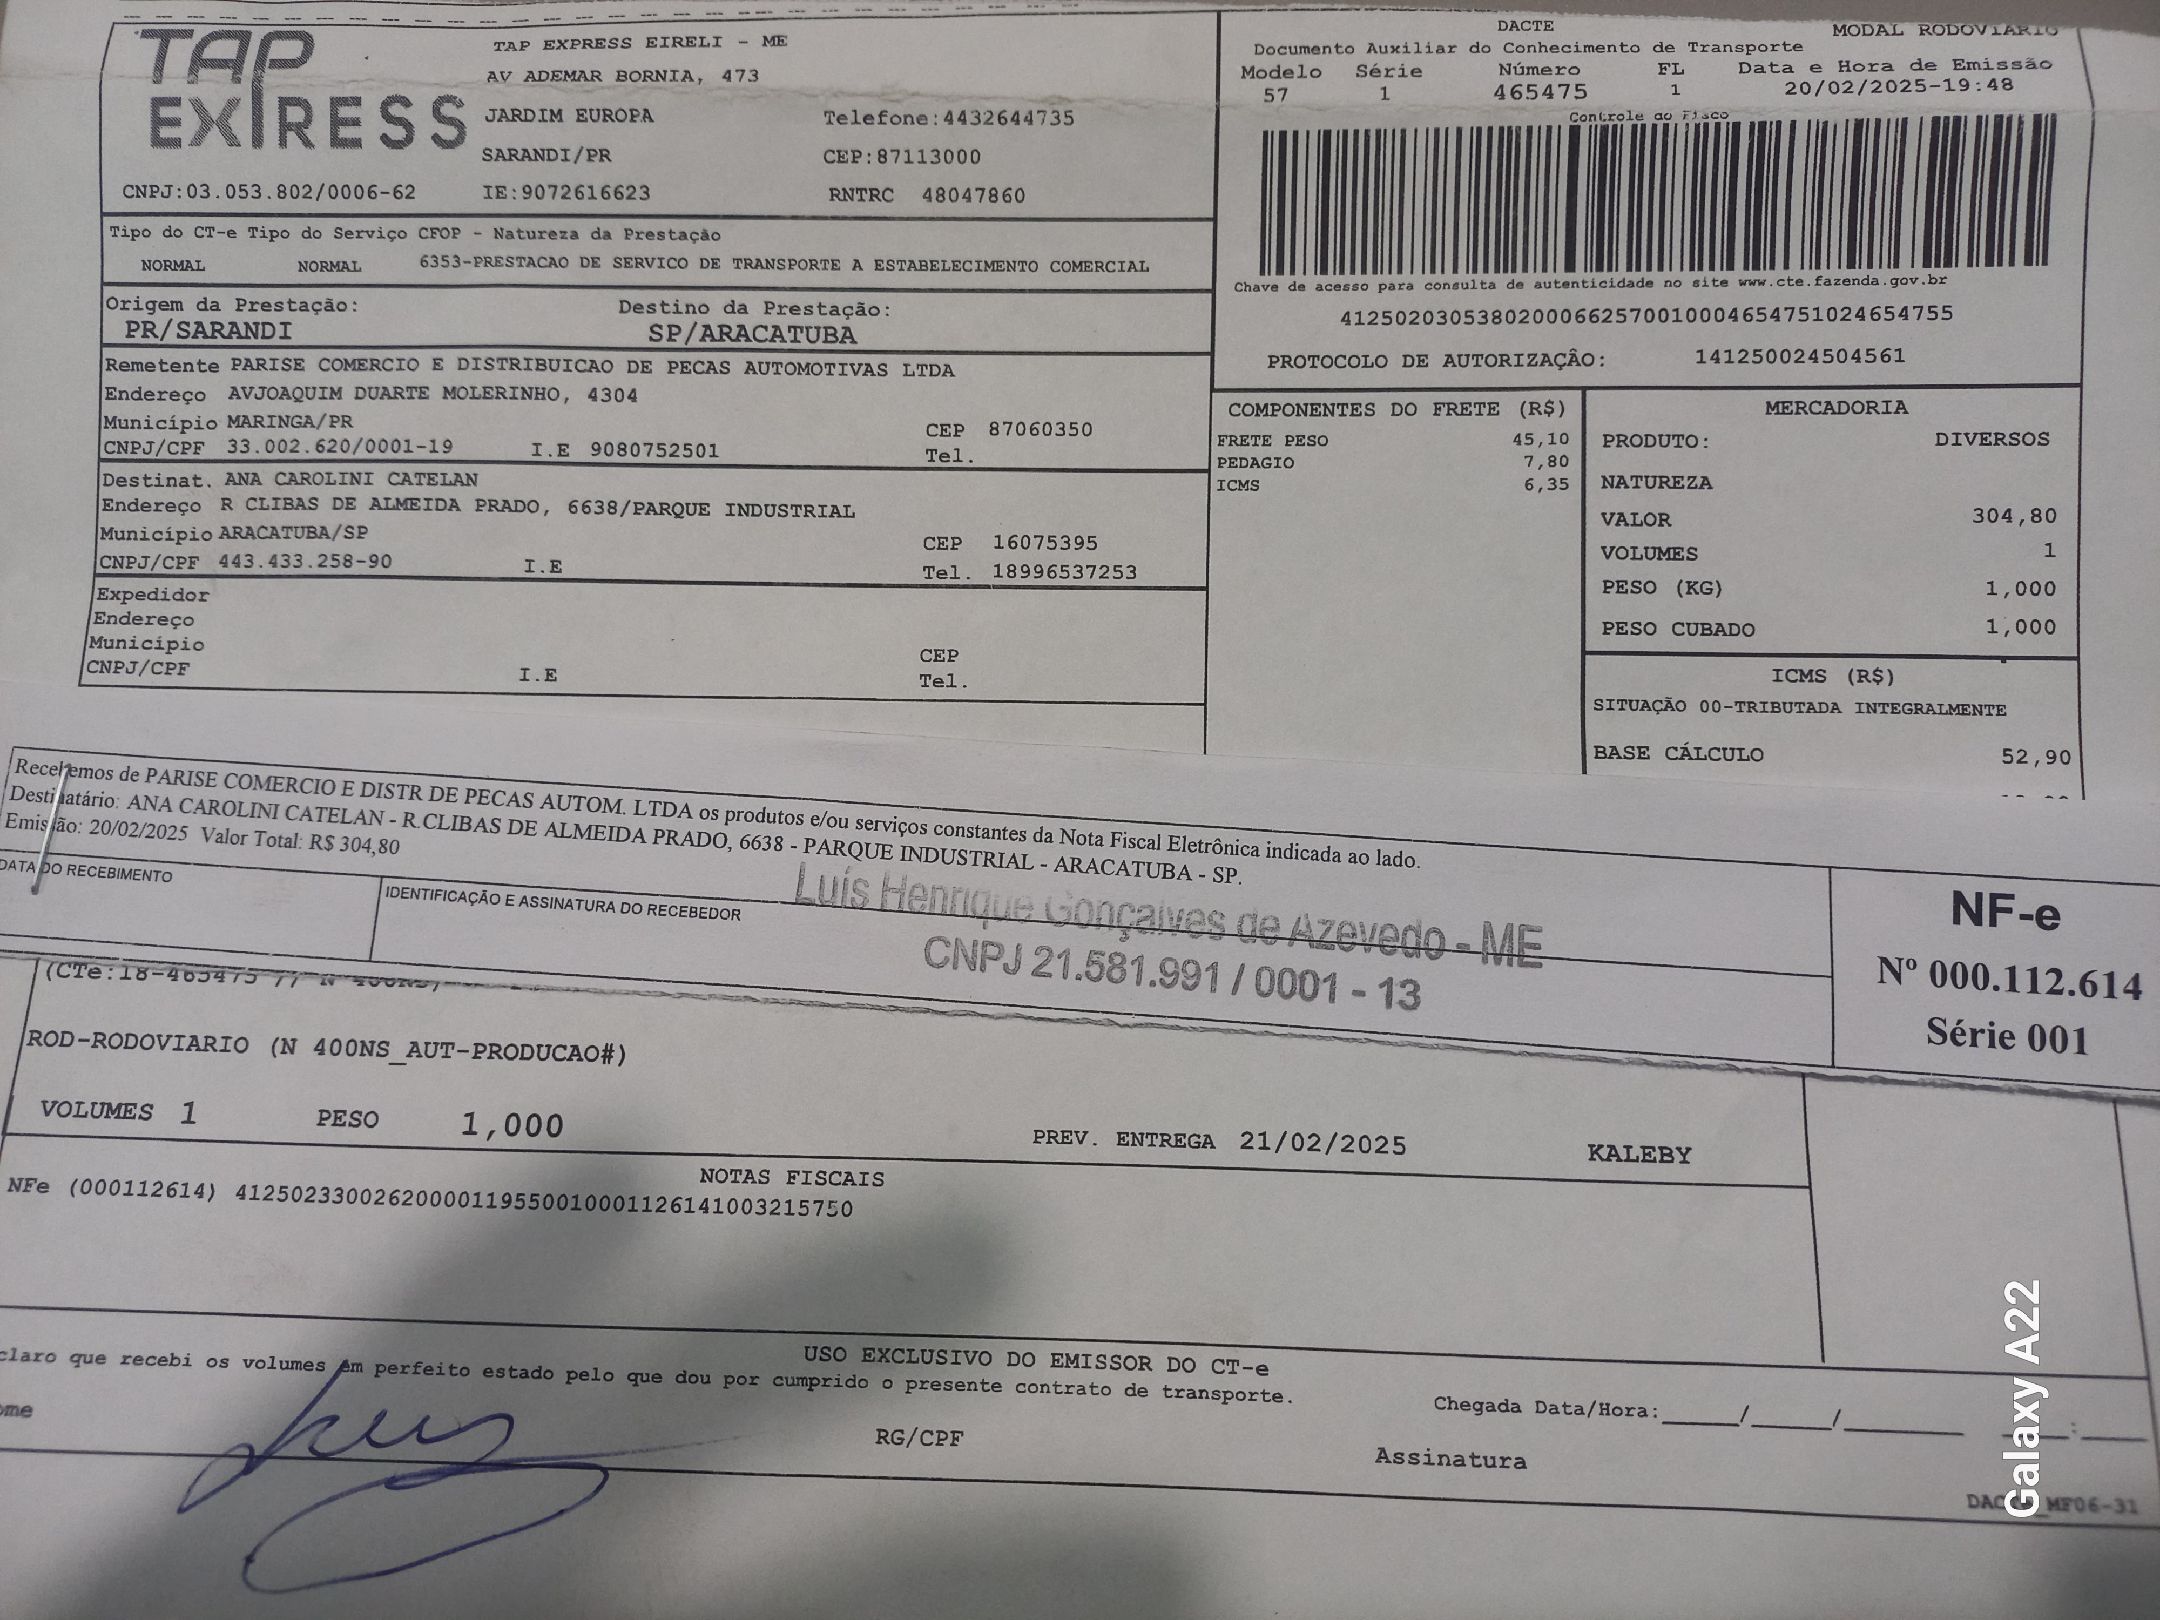 TAP
EXPRESS
TAP EXPRESS EIRELI - ME
AV ADEMAR BORNIA, 473
JARDIM EUROPA Telefone:4432644735
SARANDI/PR CEP:87113000
CNPJ:03.053.802/0006-62 IE:9072616623 RNTRC 48047860
DACTE MODAL RODOVIARIO
Documento Auxiliar do Conhecimento de Transporte
Modelo Série Número FL Data e Hora de Emissão
57 1 465475 1 20/02/2025-19:48
Controle do Fisco
Chave de acesso para consulta de autenticidade no site www.cte.fazenda.gov.br
41250203053802000662570010004654751024654755
PROTOCOLO DE AUTORIZAÇÃO: 141250024504561
Tipo do CT-e Tipo do Serviço CFOP - Natureza da Prestação
NORMAL NORMAL 6353-PRESTACAO DE SERVICO DE TRANSPORTE A ESTABELECIMENTO COMERCIAL
Origem da Prestação: Destino da Prestação:
PR/SARANDI SP/ARACATUBA
Remetente PARISE COMERCIO E DISTRIBUICAO DE PECAS AUTOMOTIVAS LTDA
Endereço AVJOAQUIM DUARTE MOLERINHO, 4304
Município MARINGA/PR CEP 87060350
CNPJ/CPF 33.002.620/0001-19 I.E 9080752501 Tel.
Destinat. ANA CAROLINI CATELAN
Endereço R CLIBAS DE ALMEIDA PRADO, 6638/PARQUE INDUSTRIAL
Município ARACATUBA/SP CEP 16075395
CNPJ/CPF 443.433.258-90 I.E Tel. 18996537253
Expedidor
Endereço
Município CEP
CNPJ/CPF I.E Tel.
COMPONENTES DO FRETE (R$)
FRETE PESO 45,10
PEDAGIO 7,80
ICMS 6,35
MERCADORIA
PRODUTO: DIVERSOS
NATUREZA
VALOR 304,80
VOLUMES 1
PESO (KG) 1,000
PESO CUBADO 1,000
ICMS (R$)
SITUAÇÃO 00-TRIBUTADA INTEGRALMENTE
BASE CÁLCULO 52,90
Recebemos de PARISE COMERCIO E DISTR DE PECAS AUTOM. LTDA os produtos e/ou serviços constantes da Nota Fiscal Eletrônica indicada ao lado.
Destinatário: ANA CAROLINI CATELAN - R.CLIBAS DE ALMEIDA PRADO, 6638 - PARQUE INDUSTRIAL - ARACATUBA - SP.
Emissão: 20/02/2025 Valor Total: R$ 304,80
DATA DO RECEBIMENTO IDENTIFICAÇÃO E ASSINATURA DO RECEBEDOR
Luís Henrique Gonçalves de Azevedo - ME
CNPJ 21.581.991 / 0001 - 13
NF-e
Nº 000.112.614
Série 001
(CTe:18-465475
ROD-RODOVIARIO (N 400NS_AUT-PRODUCAO#)
VOLUMES 1 PESO 1,000 PREV. ENTREGA 21/02/2025 KALEBY
NOTAS FISCAIS
NFe (000112614) 41250233002620000119550010001126141003215750
USO EXCLUSIVO DO EMISSOR DO CT-e
claro que recebi os volumes em perfeito estado pelo que dou por cumprido o presente contrato de transporte.
ome RG/CPF Assinatura Chegada Data/Hora:_____/_____/_______ ____:____
MF06-31
Galaxy A22